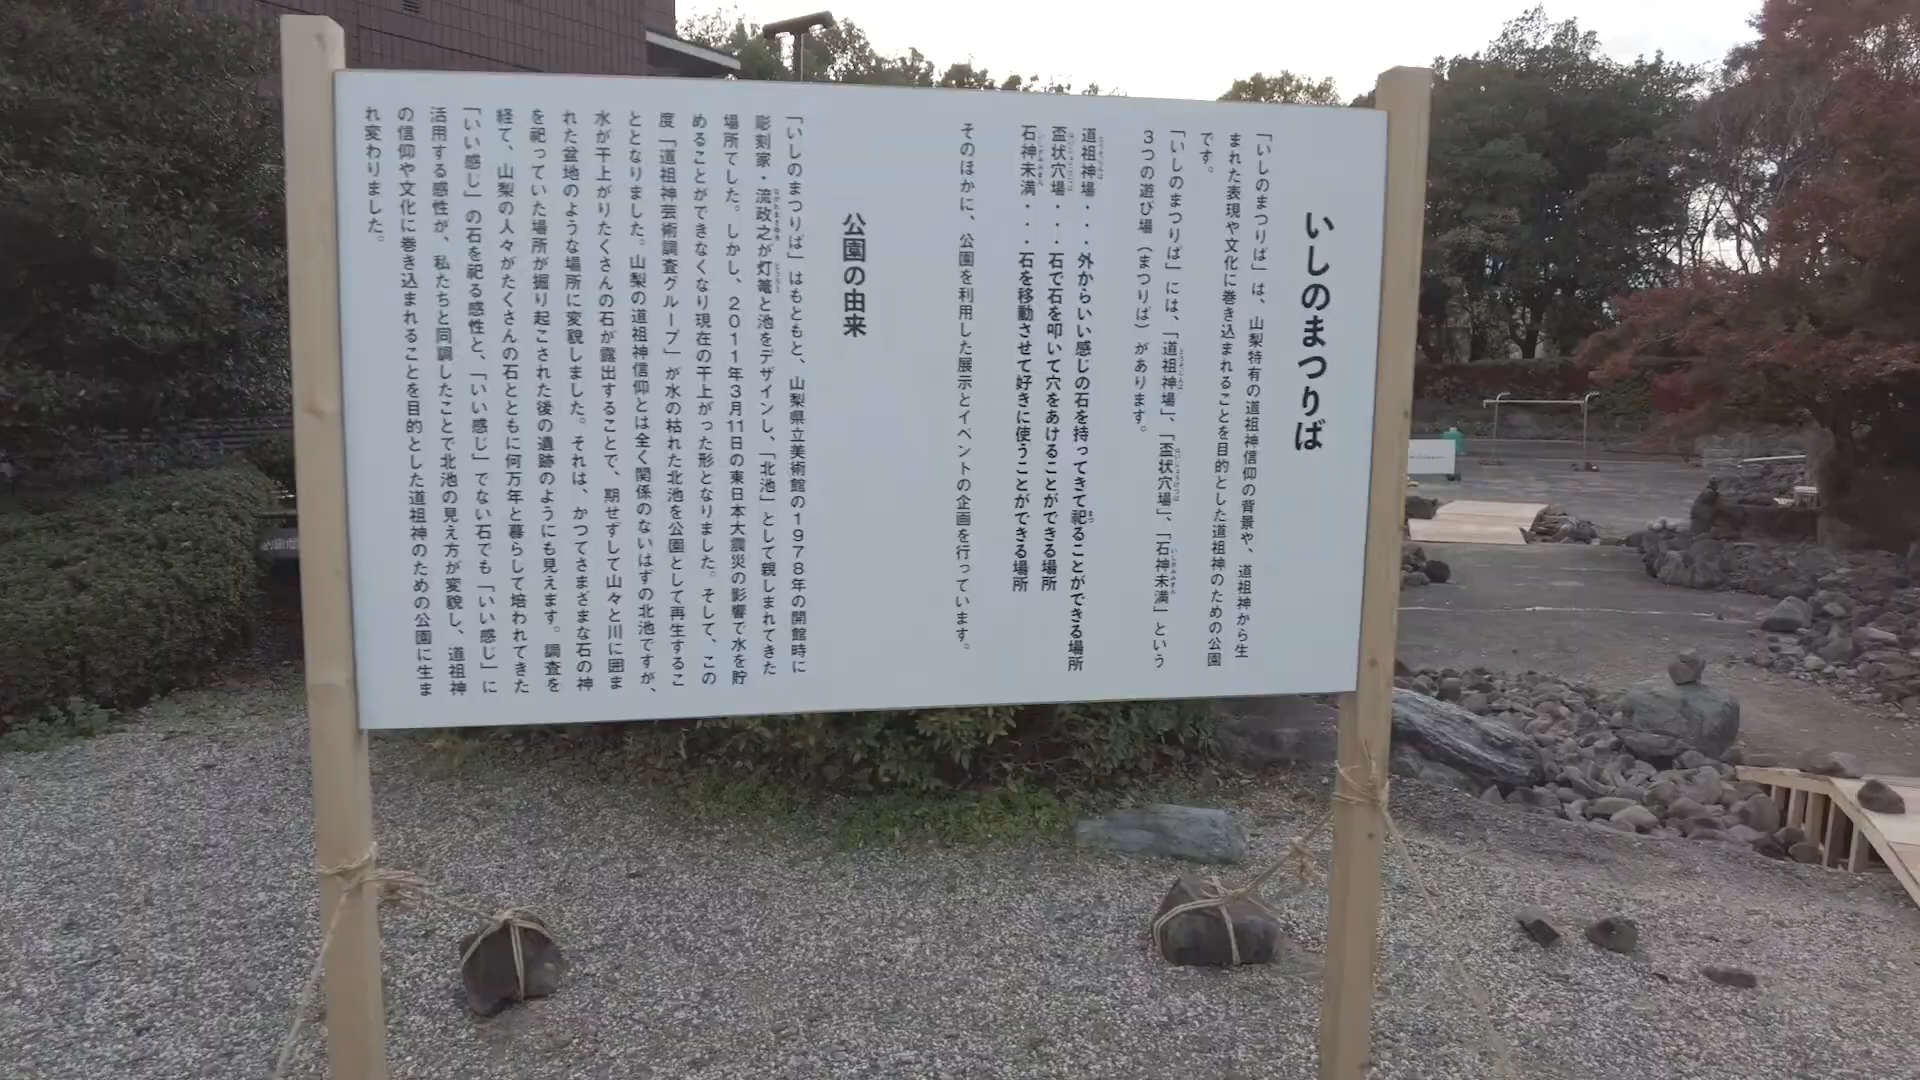 いしのまつりば
「いしのまつりば」は、山梨特有の道祖神信仰の背景や、道祖神から生
まれた表現や文化に巻き込まれることを目的とした道祖神のための公園
です。
「いしのまつりば」には、「道祖神場」、「盃状穴場」、「石神未満」という
3つの遊び場（まつりば）があります。
道祖神場・・・外からいい感じの石を持ってきて祀ることができる場所
盃状穴場・・・石で石を叩いて穴をあけることができる場所
石神未満・・・石を移動させて好きに使うことができる場所
そのほかに、公園を利用した展示とイベントの企画を行っています。
公園の由来
「いしのまつりば」はもともと、山梨県立美術館の1978年の開館時に
彫刻家・流政之が灯篭と池をデザインし、「北池」として親しまれてきた
場所でした。しかし、2011年3月11日の東日本大震災の影響で水を貯
めることができなくなり現在の干上がった形となりました。そして、この
度「道祖神芸術調査グループ」が水の枯れた北池を公園として再生するこ
ととなりました。山梨の道祖神信仰とは全く関係のないはずの北池ですが、
水が干上がりたくさんの石が露出することで、期せずして山々と川に囲ま
れた盆地のような場所に変貌しました。それは、かつてさまざまな石の神
を祀っていた場所が掘り起こされた後の遺跡のようにも見えます。調査を
経て、山梨の人々がたくさんの石とともに何万年と暮らして培われてきた
「いい感じ」の石を祀る感性と、「いい感じ」でない石でも「いい感じ」に
活用する感性が、私たちと同調したことで北池の見え方が変貌し、道祖神
の信仰や文化に巻き込まれることを目的とした道祖神のための公園に生ま
れ変わりました。